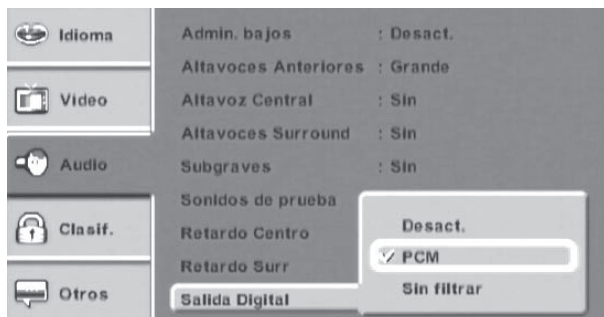 Idioma
Video
Audio
Clasif.
Otros
Admin. bajos : Desact.
Altavoces Anteriores : Grande
Altavoz Central : Sin
Altavoces Surround : Sin
Subgraves : Sin
Sonidos de prueba
Retardo Centro
Retardo Surr
Salida Digital
Desact.
PCM
Sin filtrar